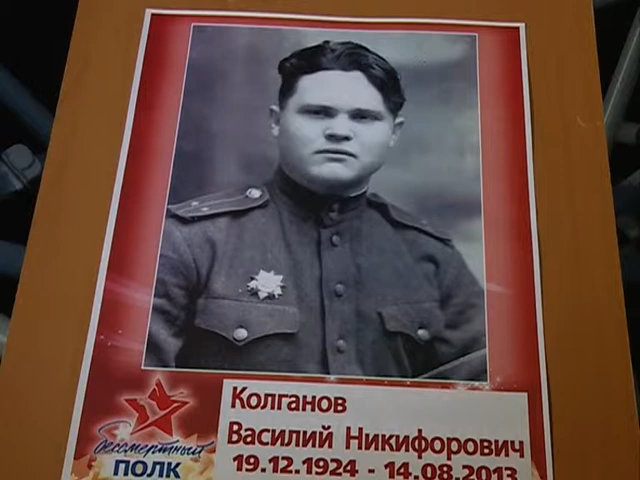 Бессмертный
ПОЛК
Колганов
Василий Никифорович
19.12.1924 - 14.08.2013